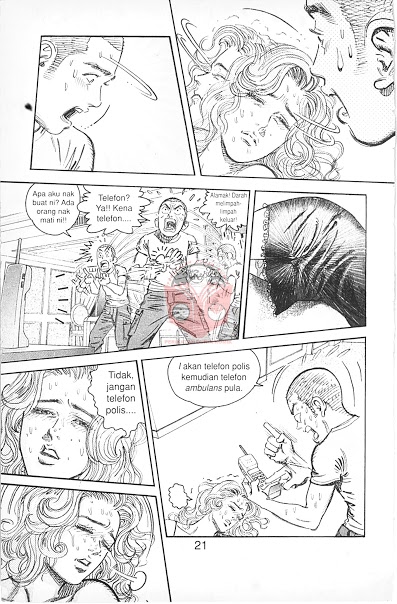 Apa aku nak
buat ni? Ada
orang nak
mati ni!!
Telefon?
Ya!! Kena
telefon....
Alamak! Darah
melimpah-
limpah
keluar!
Tidak,
jangan
telefon
polis....
I akan telefon polis
kemudian telefon
ambulans pula.
21